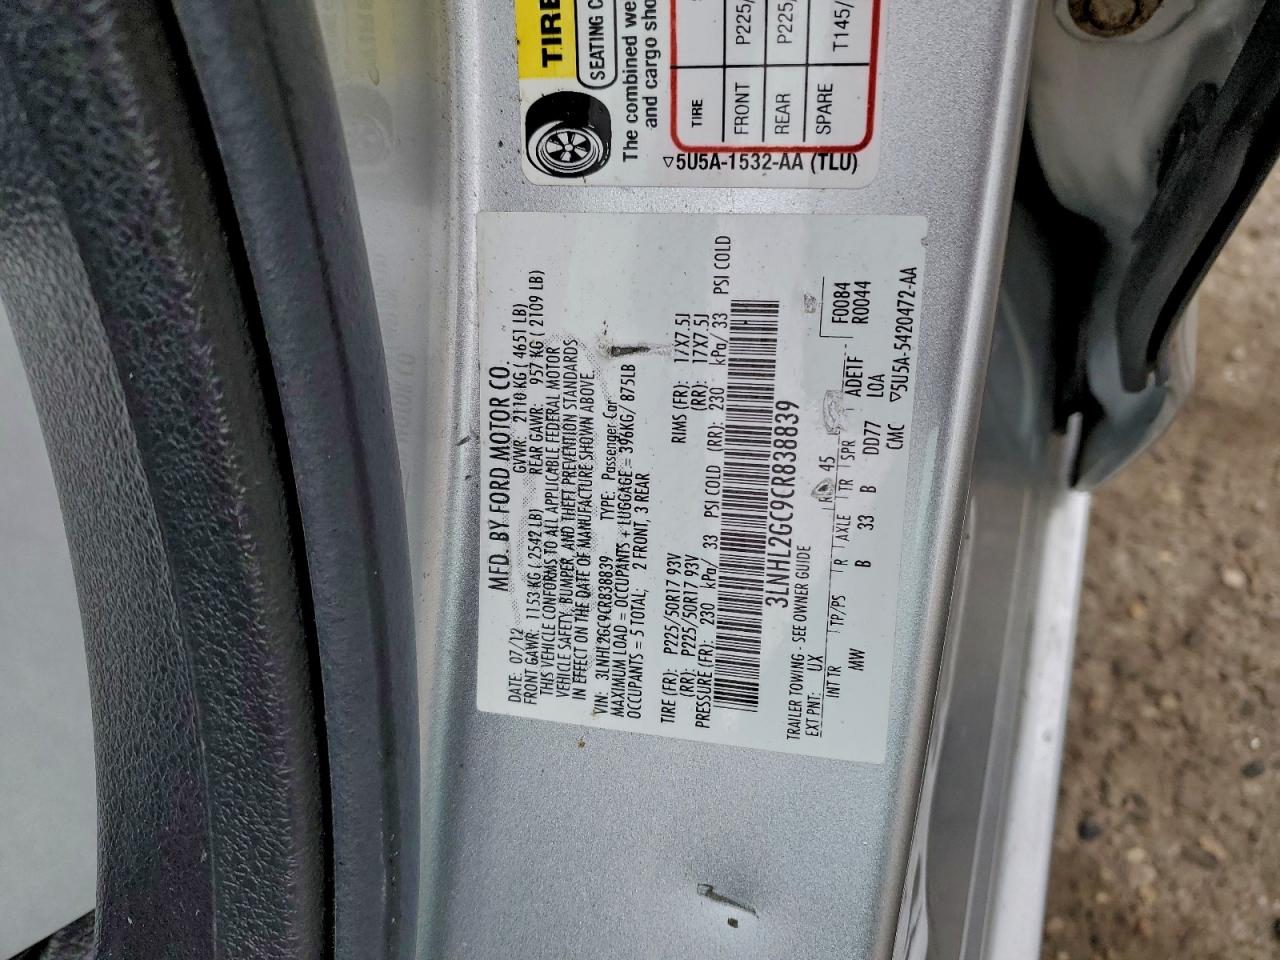 MFD. BY FORD MOTOR CO.
DATE: 07/12 GVWR: 2110 KG ( 4651 LB)
FRONT GAWR: 1153 KG ( 2542 LB) REAR GAWR: 957 KG ( 2109 LB)
THIS VEHICLE CONFORMS TO ALL APPLICABLE FEDERAL MOTOR
VEHICLE SAFETY, BUMPER, AND THEFT PREVENTION STANDARDS
IN EFFECT ON THE DATE OF MANUFACTURE SHOWN ABOVE.
VIN: 3LNHL2GC9CR838839 TYPE: Passenger Car
MAXIMUM LOAD = OCCUPANTS + LUGGAGE = 396KG/ 875LB
OCCUPANTS = 5 TOTAL; 2 FRONT, 3 REAR
TIRE (FR): P225/50R17 93V RIMS (FR): 17X7.5J
(RR): P225/50R17 93V (RR): 17X7.5J
PRESSURE (FR): 230 kPa/ 33 PSI COLD (RR): 230 kPa/ 33 PSI COLD
3LNHL2GC9CR838839
TRAILER TOWING - SEE OWNER GUIDE
EXT PNT: UX 45
INT TR TP/PS R AXLE TR SPR ADETF F0084
MW B 33 B DD77 LOA R0044
CMC ▽5U5A-5420472-AA
TIRE
SEATING C
The combined we
and cargo sho
TIRE
FRONT P225/
REAR P225/
SPARE T145/
▽5U5A-1532-AA (TLU)